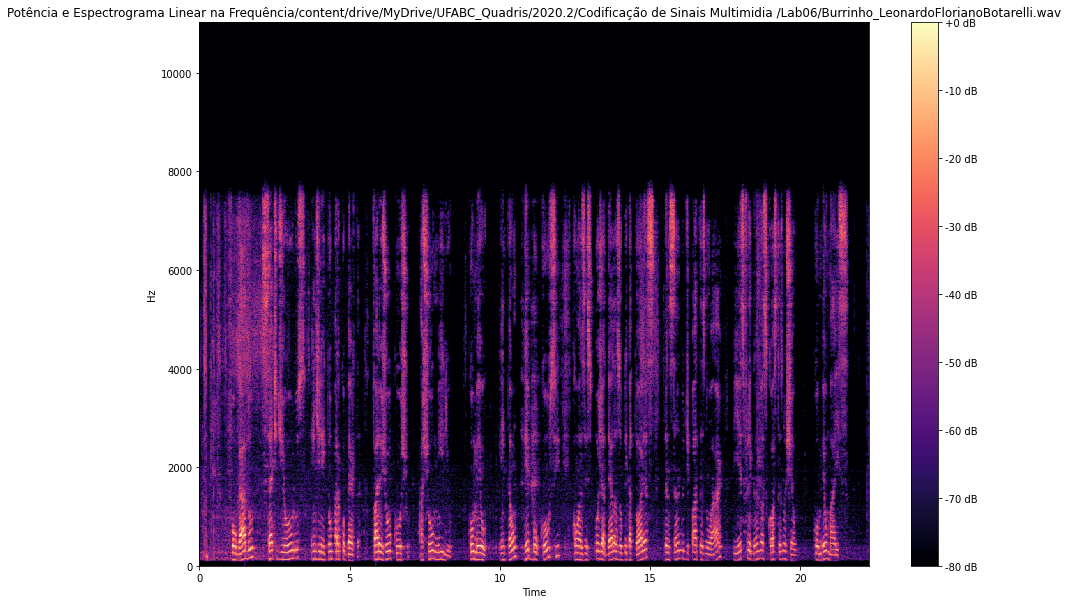 Potência e Espectrograma Linear na Frequência/content/drive/MyDrive/UFABC_Quadris/2020.2/Codificação de Sinais Multimidia /Lab06/Burrinho_LeonardoFlorianoBotarelli.wav
10000
8000
6000
4000
2000
0
Hz
0
5
10
15
20
Time
+0 dB
-10 dB
-20 dB
-30 dB
-40 dB
-50 dB
-60 dB
-70 dB
-80 dB